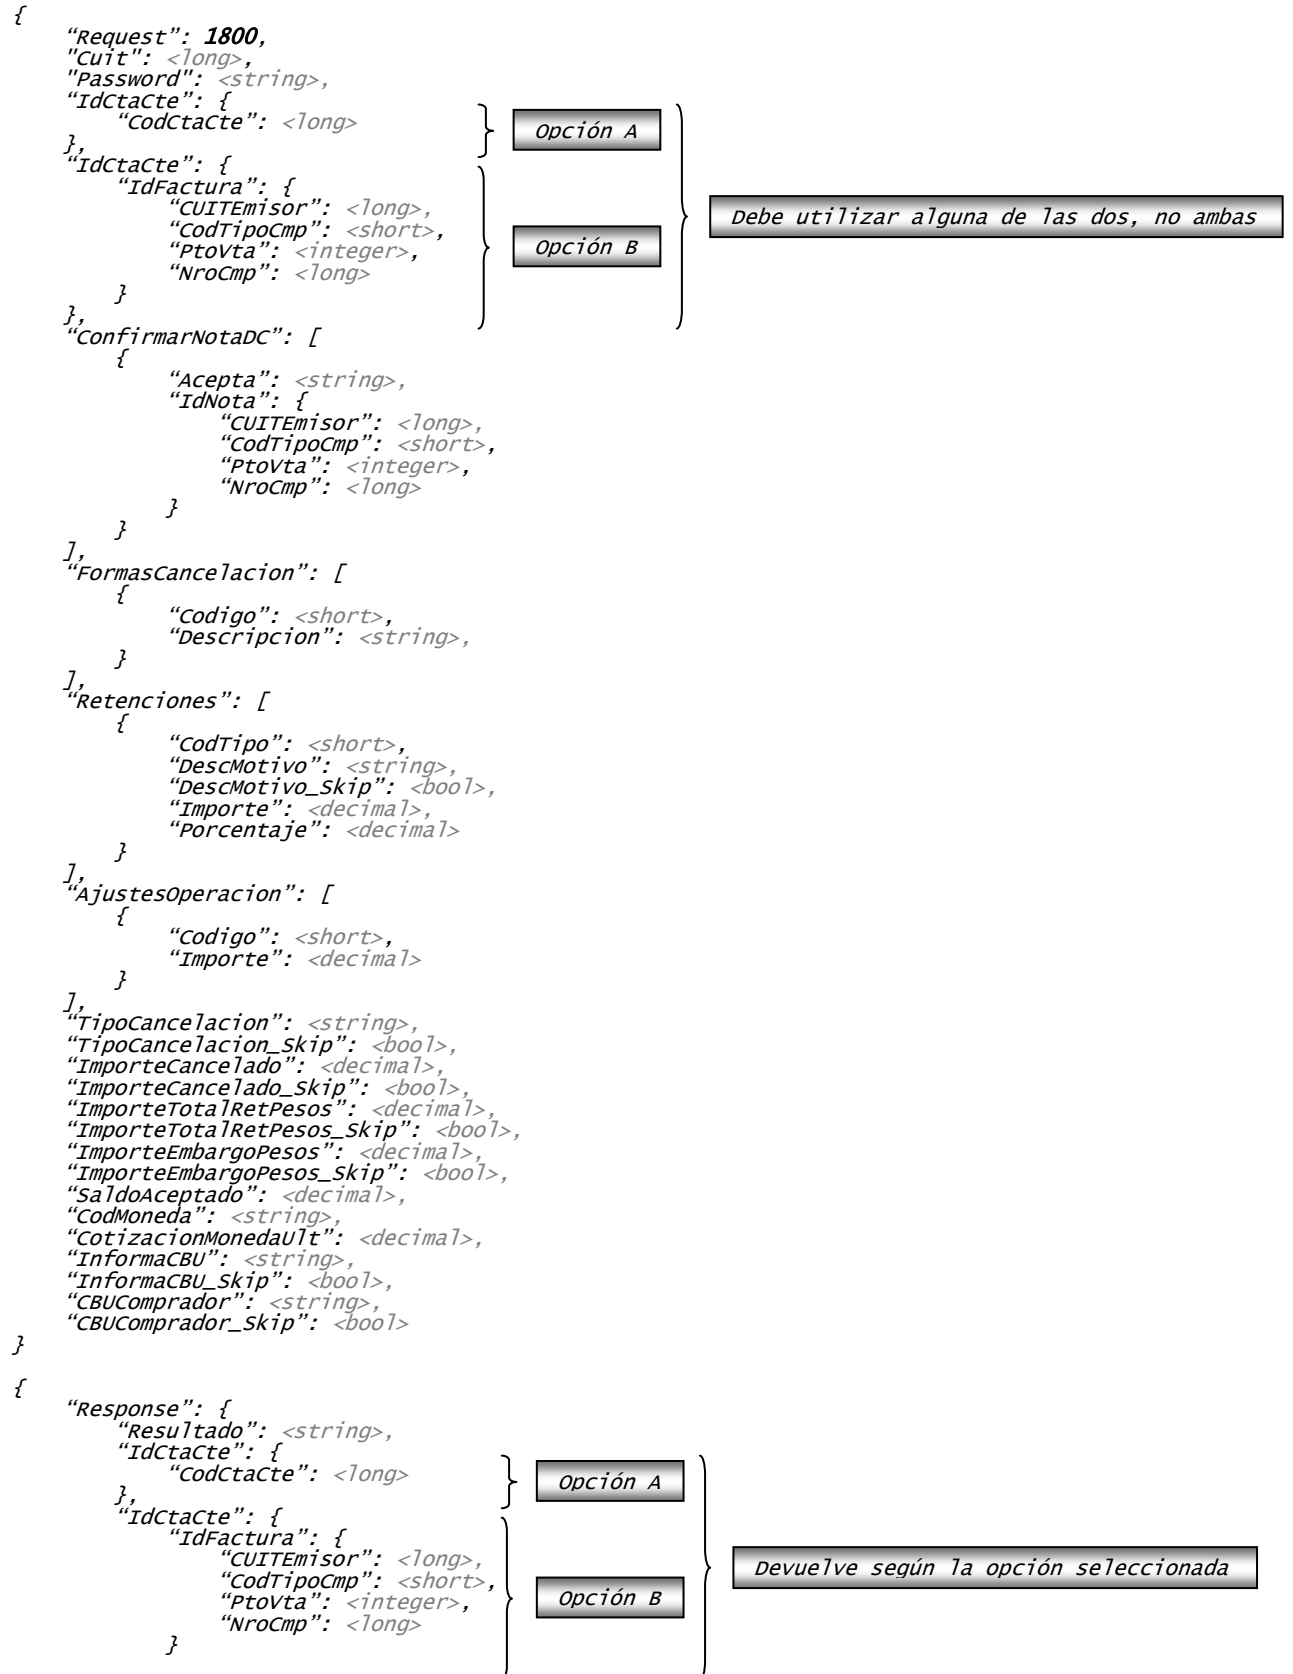 {
“Request”: 1800,
"Cuit": <long>,
"Password": <string>,
“IdCtaCte”: {
“CodCtaCte”: <long>
Opción A
},
“IdCtaCte”: {
“IdFactura”: {
“CUITEmisor”: <long>,
“CodTipoCmp”: <short>,
Debe utilizar alguna de las dos, no ambas
“PtoVta”: <integer>,
Opción B
“NroCmp”: <long>
}
},
“ConfirmarNotaDC”: [
{
“Acepta”: <string>,
“IdNota”: {
“CUITEmisor”: <long>,
“CodTipoCmp”: <short>,
“PtoVta”: <integer>,
“NroCmp”: <long>
}
}
],
“FormasCancelacion”: [
{
“Codigo”: <short>,
“Descripcion”: <string>,
}
],
“Retenciones”: [
{
“CodTipo”: <short>,
“DescMotivo”: <string>,
“DescMotivo_Skip”: <bool>,
“Importe”: <decimal>,
“Porcentaje”: <decimal>
}
],
“AjustesOperacion”: [
{
“Codigo”: <short>,
“Importe”: <decimal>
}
],
“TipoCancelacion”: <string>,
“TipoCancelacion_Skip”: <bool>,
“ImporteCancelado”: <decimal>,
“ImporteCancelado_Skip”: <bool>,
“ImporteTotalRetPesos”: <decimal>,
“ImporteTotalRetPesos_Skip”: <bool>,
“ImporteEmbargoPesos”: <decimal>,
“ImporteEmbargoPesos_Skip”: <bool>,
“SaldoAceptado”: <decimal>,
“CodMoneda”: <string>,
“CotizacionMonedaUlt”: <decimal>,
“InformaCBU”: <string>,
“InformaCBU_Skip”: <bool>,
“CBUComprador”: <string>,
“CBUComprador_Skip”: <bool>
}
{
“Response”: {
“Resultado”: <string>,
“IdCtaCte”: {
“CodCtaCte”: <long>
Opción A
},
“IdCtaCte”: {
“IdFactura”: {
“CUITEmisor”: <long>,
Devuelve según la opción seleccionada
“CodTipoCmp”: <short>,
“PtoVta”: <integer>,
Opción B
“NroCmp”: <long>
}